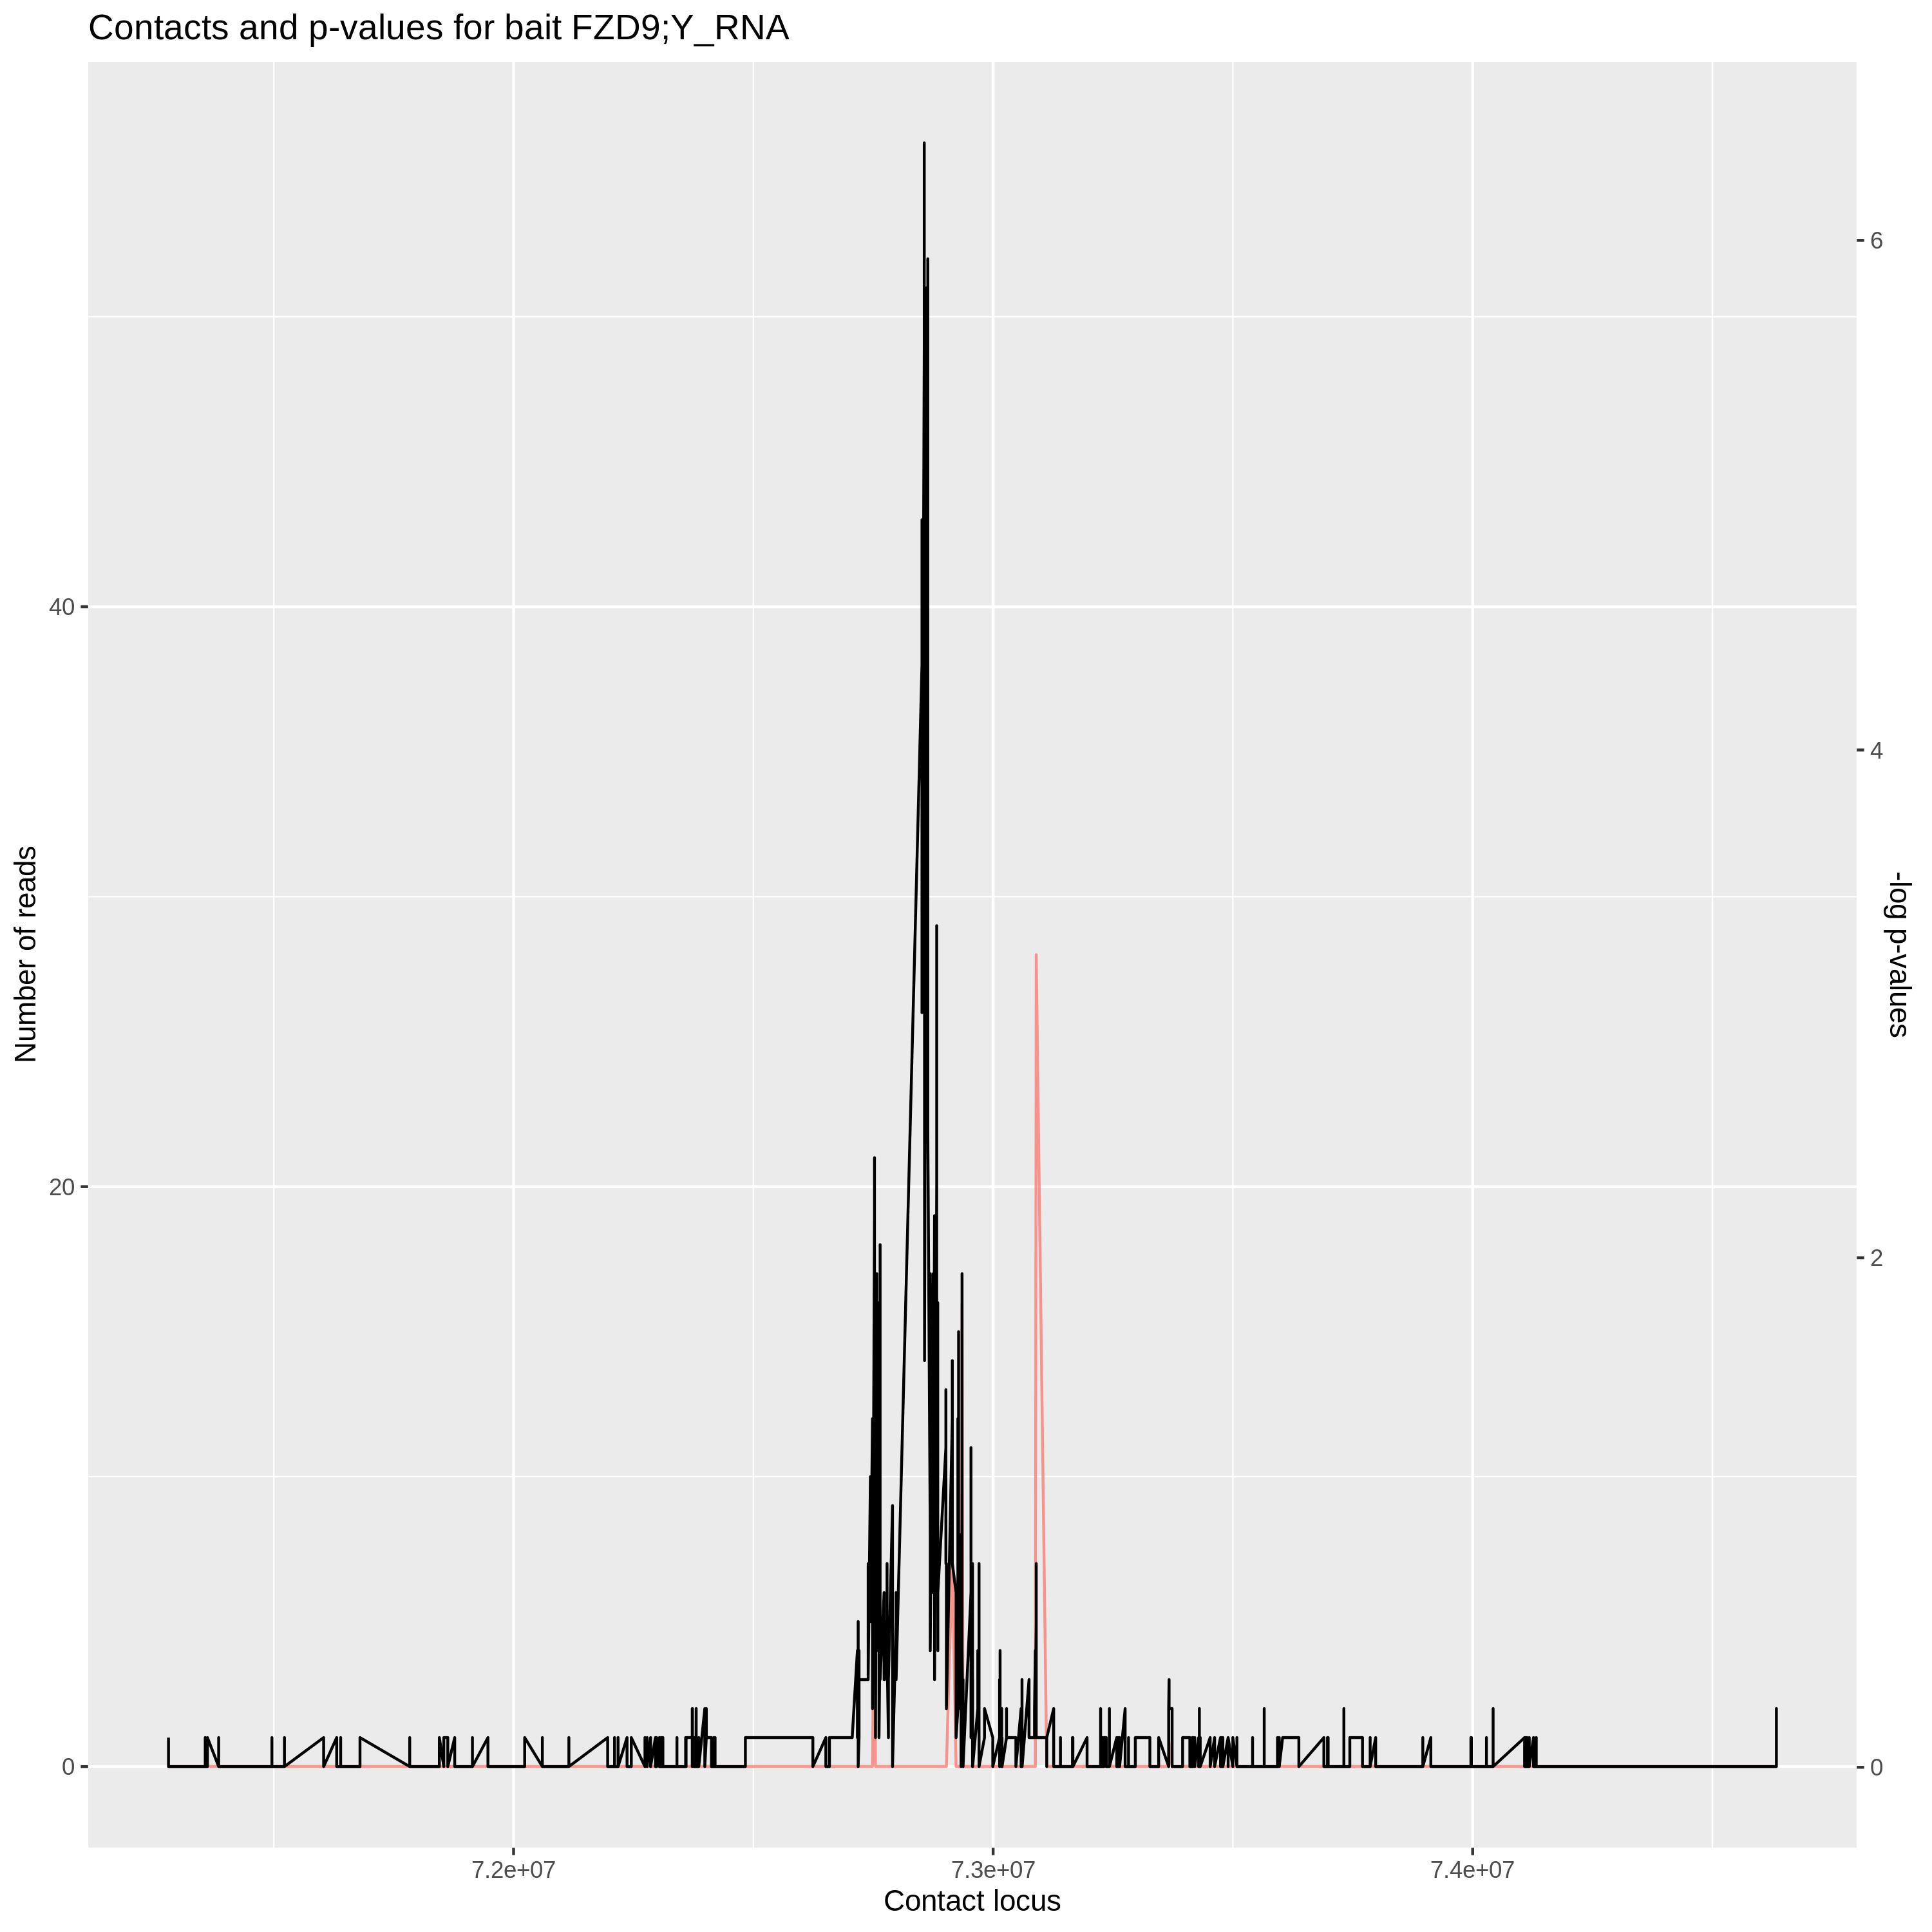 Contacts and p-values for bait FZD9;Y_RNA
Number of reads
40
20
0
6
4
2
0
-log p-values
7.2e+07
7.3e+07
7.4e+07
Contact locus